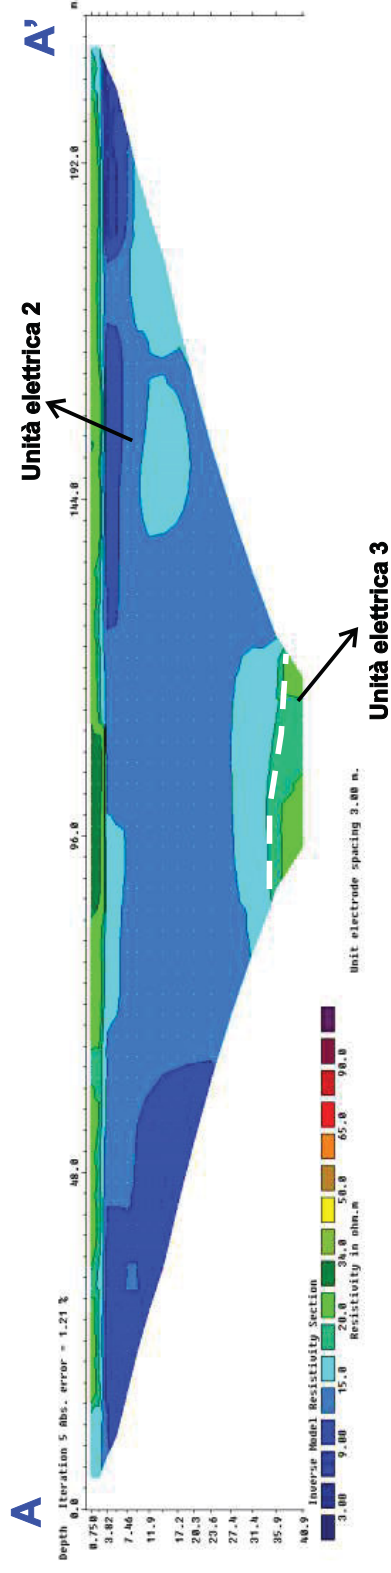 A
A'
Depth Iteration 5 Abs. error = 1.21 %
0.0 48.0 96.0 144.0 192.0 m
0.750
3.82
7.46
11.9
17.2
20.3
23.6
27.4
31.4
35.9
40.9
Unità elettrica 2
Unità elettrica 3
Inverse Model Resistivity Section
3.00 9.00 15.0 20.0 34.0 50.0 65.0 90.0
Resistivity in ohm.m
Unit electrode spacing 3.00 m.